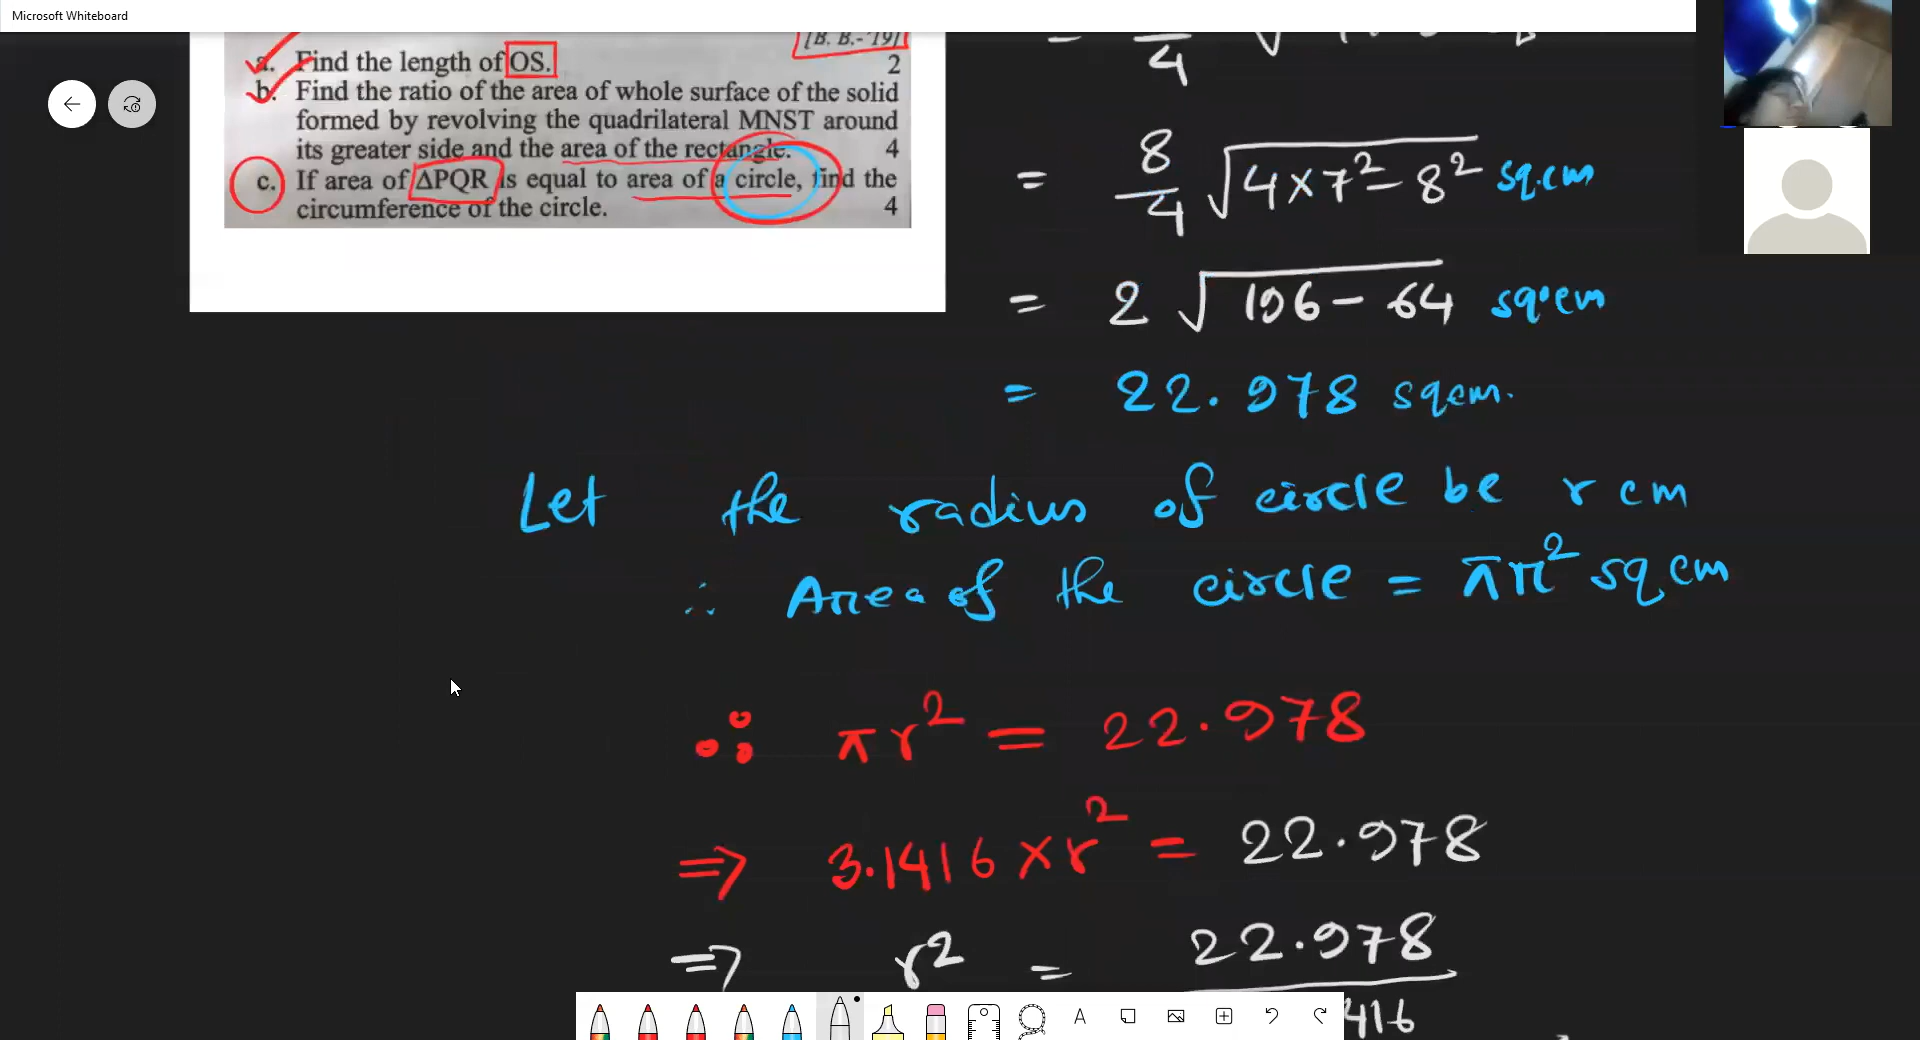 Microsoft Whiteboard
[B. B.-'19]
a. Find the length of OS. 2
b. Find the ratio of the area of whole surface of the solid
formed by revolving the quadrilateral MNST around
its greater side and the area of the rectangle. 4
c. If area of ΔPQR is equal to area of a circle, find the
circumference of the circle. 4
= 8/4 √(4×7²-8²) sq.cm
= 2 √(196-64) sq.cm
= 22.978 sqcm.
Let the radius of circle be r cm
∴ Area of the circle = πr² sq cm
∴ πr² = 22.978
⇒ 3.1416 × r² = 22.978
⇒ r² = 22.978
416
A